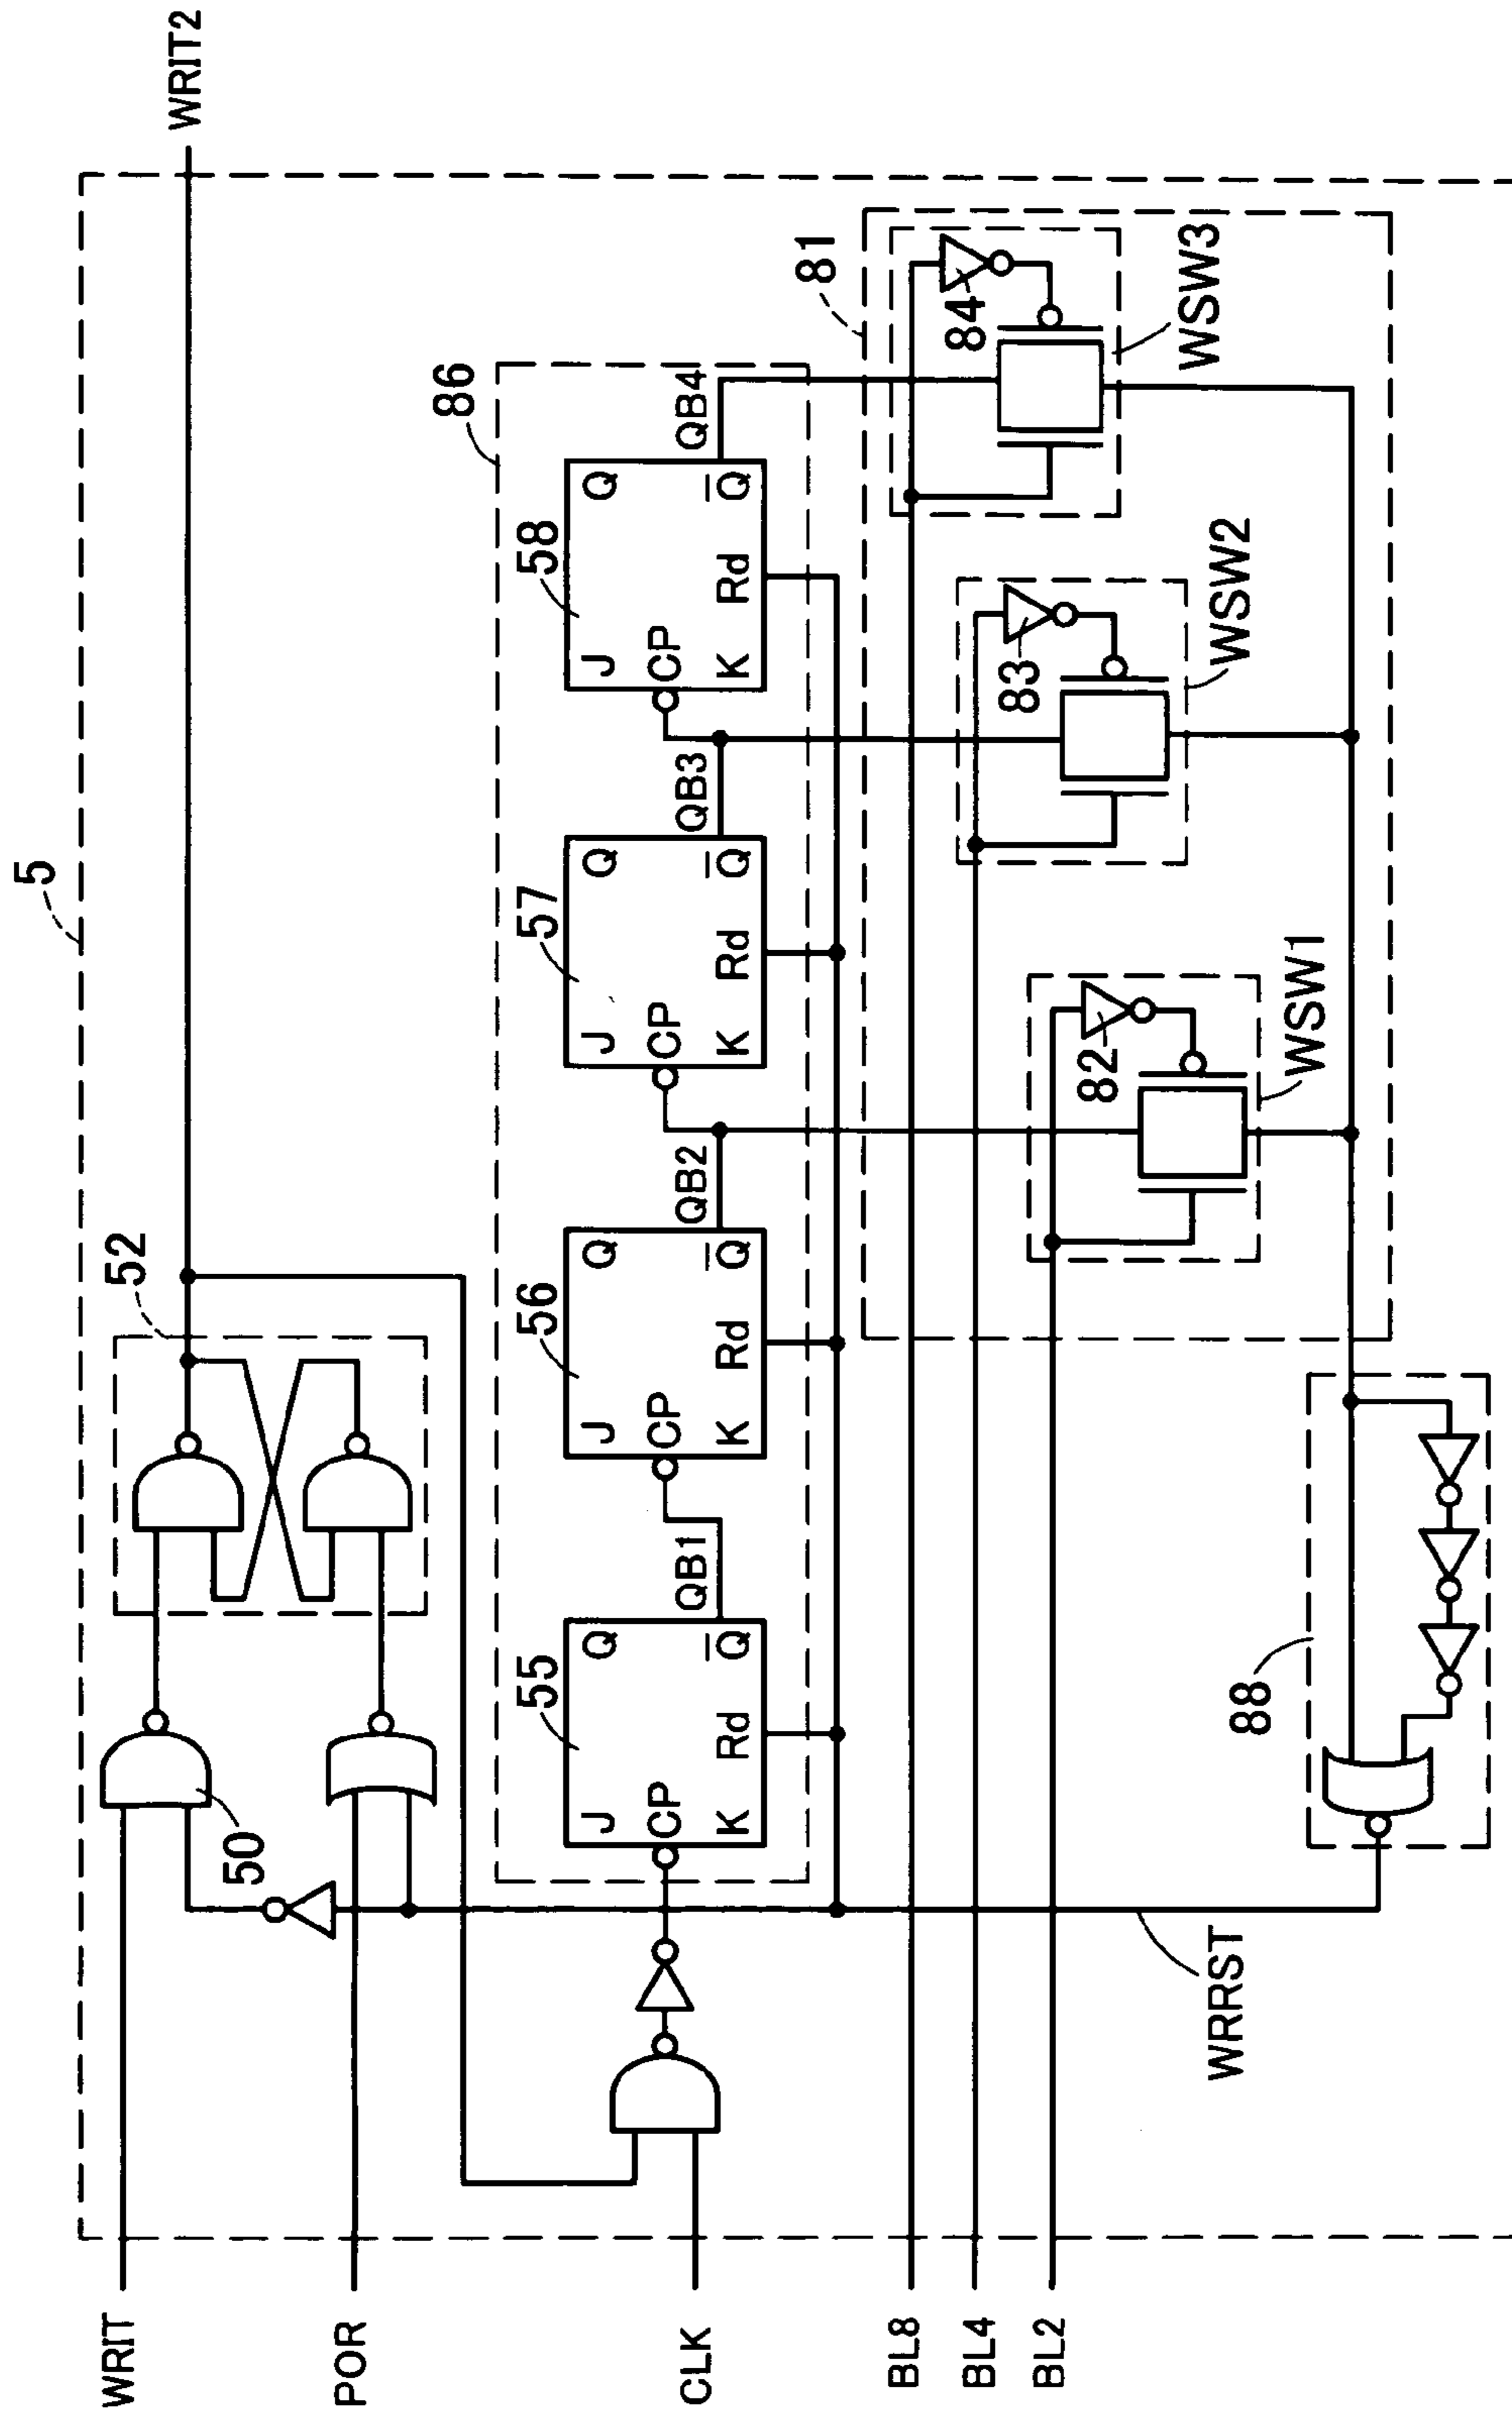 5
WRIT
WRIT2
50
52
POR
86
55
J
Q
CP
K
Rd
Q̅
QB1
56
J
Q
CP
K
Rd
Q̅
QB2
57
J
Q
CP
K
Rd
Q̅
QB3
58
J
Q
CP
K
Rd
Q̅
QB4
CLK
81
BL8
84
WSW3
BL4
83
WSW2
BL2
82
WSW1
WRRST
88